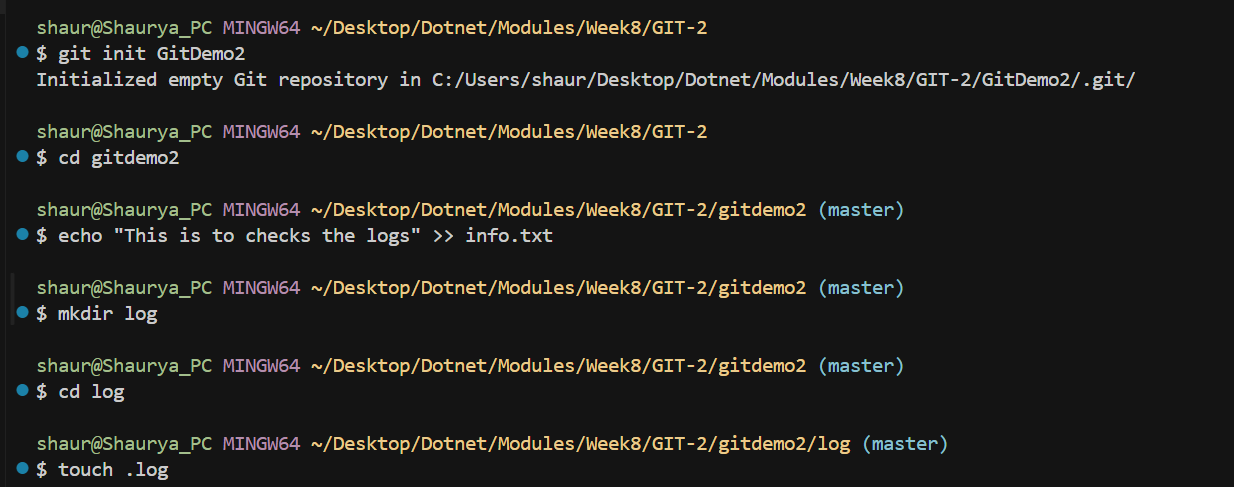 shaur@Shaurya_PC MINGW64 ~/Desktop/Dotnet/Modules/Week8/GIT-2
$ git init GitDemo2
Initialized empty Git repository in C:/Users/shaur/Desktop/Dotnet/Modules/Week8/GIT-2/GitDemo2/.git/
shaur@Shaurya_PC MINGW64 ~/Desktop/Dotnet/Modules/Week8/GIT-2
$ cd gitdemo2
shaur@Shaurya_PC MINGW64 ~/Desktop/Dotnet/Modules/Week8/GIT-2/gitdemo2 (master)
$ echo "This is to checks the logs" >> info.txt
shaur@Shaurya_PC MINGW64 ~/Desktop/Dotnet/Modules/Week8/GIT-2/gitdemo2 (master)
$ mkdir log
shaur@Shaurya_PC MINGW64 ~/Desktop/Dotnet/Modules/Week8/GIT-2/gitdemo2 (master)
$ cd log
shaur@Shaurya_PC MINGW64 ~/Desktop/Dotnet/Modules/Week8/GIT-2/gitdemo2/log (master)
$ touch .log